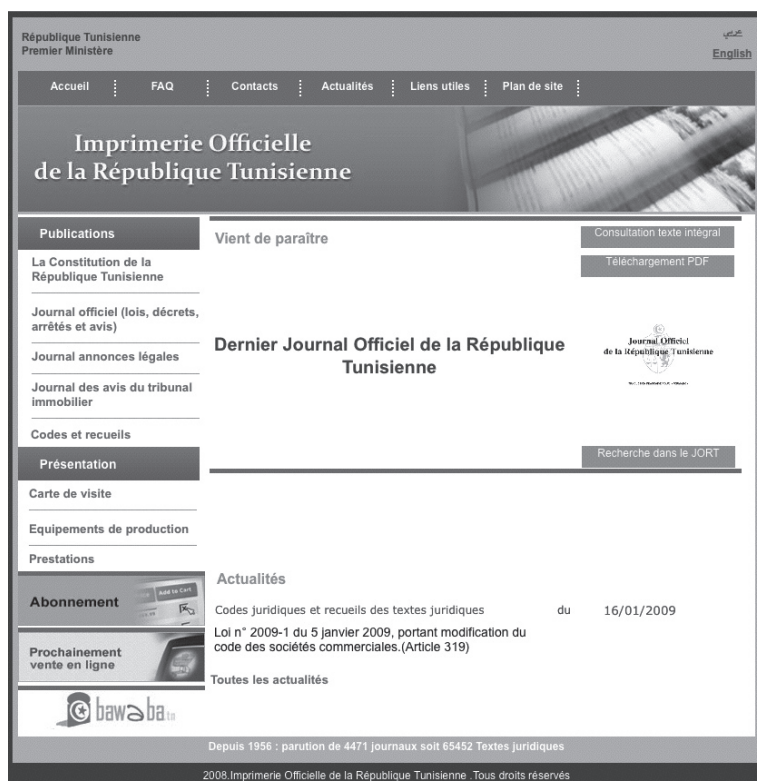 République Tunisienne
Premier Ministère
عربي
English
Accueil
FAQ
Contacts
Actualités
Liens utiles
Plan de site
Imprimerie Officielle
de la République Tunisienne
Publications
La Constitution de la
République Tunisienne
Journal officiel (lois, décrets,
arrêtés et avis)
Journal annonces légales
Journal des avis du tribunal
immobilier
Codes et recueils
Présentation
Carte de visite
Equipements de production
Prestations
Abonnement
Add to Cart
Prochainement
vente en ligne
bawaba.tn
Vient de paraître
Consultation texte intégral
Téléchargement PDF
Dernier Journal Officiel de la République
Tunisienne
Journal Officiel
de la République Tunisienne
Recherche dans le JORT
Actualités
Codes juridiques et recueils des textes juridiques du 16/01/2009
Loi n° 2009-1 du 5 janvier 2009, portant modification du
code des sociétés commerciales.(Article 319)
Toutes les actualités
Depuis 1956 : parution de 4471 journaux soit 65452 Textes juridiques
2008.Imprimerie Officielle de la République Tunisienne .Tous droits réservés